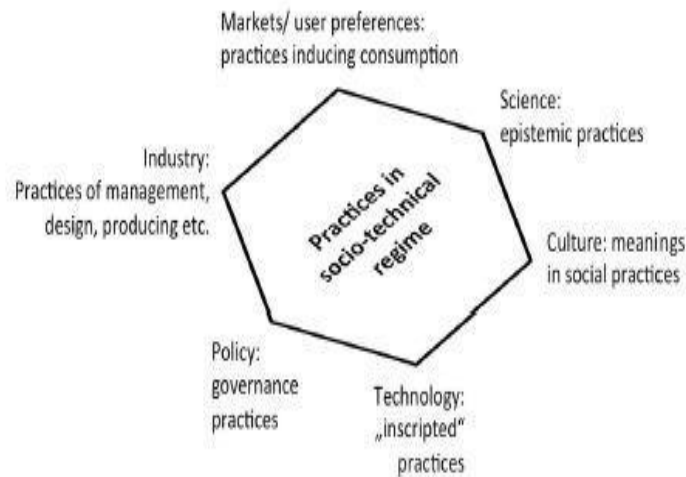 Markets/ user preferences:
practices inducing consumption
Science:
epistemic practices
Industry:
Practices of management,
design, producing etc.
Practices in
socio-technical
regime
Culture: meanings
in social practices
Policy:
governance
practices
Technology:
„inscripted“
practices